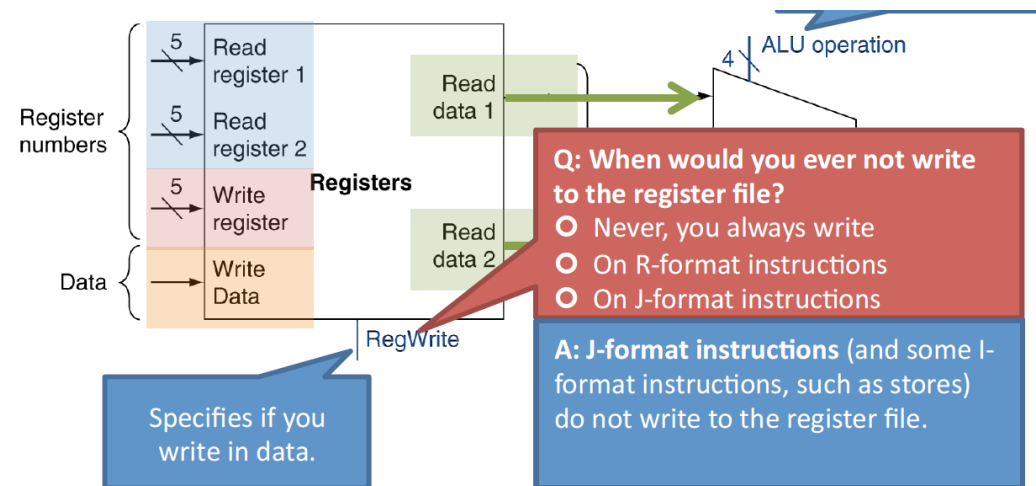 5
Read
register 1
5
Read
register 2
Register
numbers
5
Write
register
Registers
Data
Write
Data
Read
data 1
Read
data 2
4
ALU operation
RegWrite
Specifies if you
write in data.
Q: When would you ever not write
to the register file?
Never, you always write
On R-format instructions
On J-format instructions
A: J-format instructions (and some I-
format instructions, such as stores)
do not write to the register file.